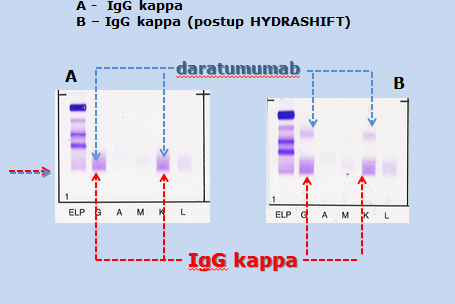 A - IgG kappa
B – IgG kappa (postup HYDRASHIFT)
A
daratumumab
B
1
ELP G A M K L
1
ELP G A M K L
IgG kappa